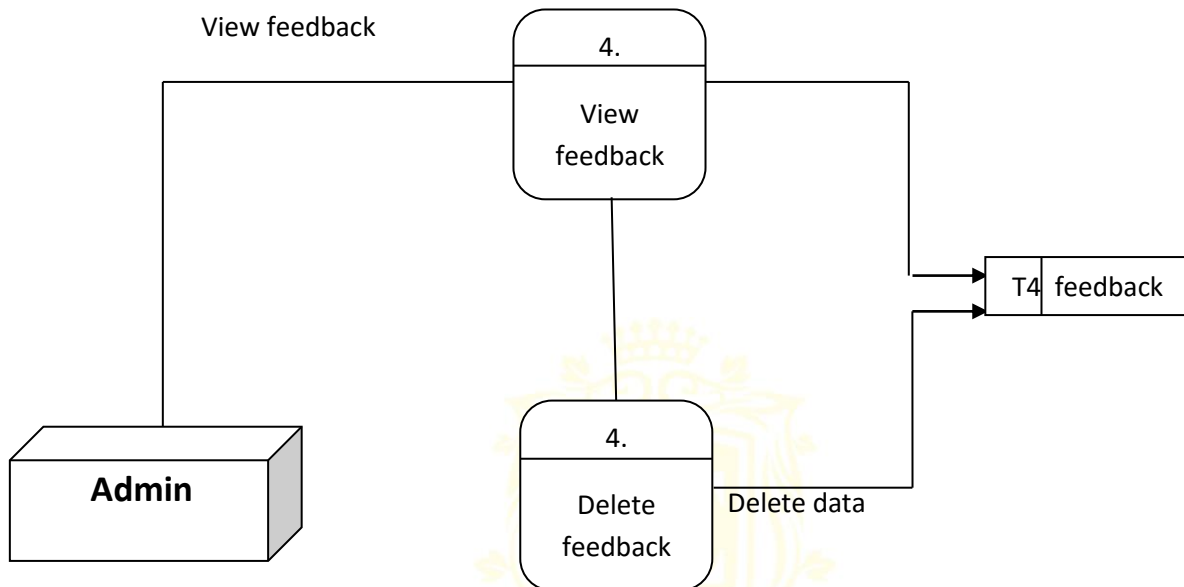 View feedback
4.
View
feedback
T4 feedback
Admin
4.
Delete
feedback
Delete data